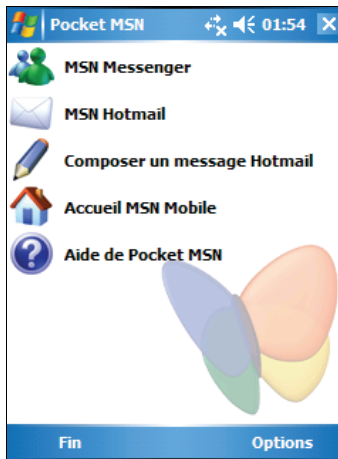 Pocket MSN 01:54
MSN Messenger
MSN Hotmail
Composer un message Hotmail
Accueil MSN Mobile
Aide de Pocket MSN
Fin Options